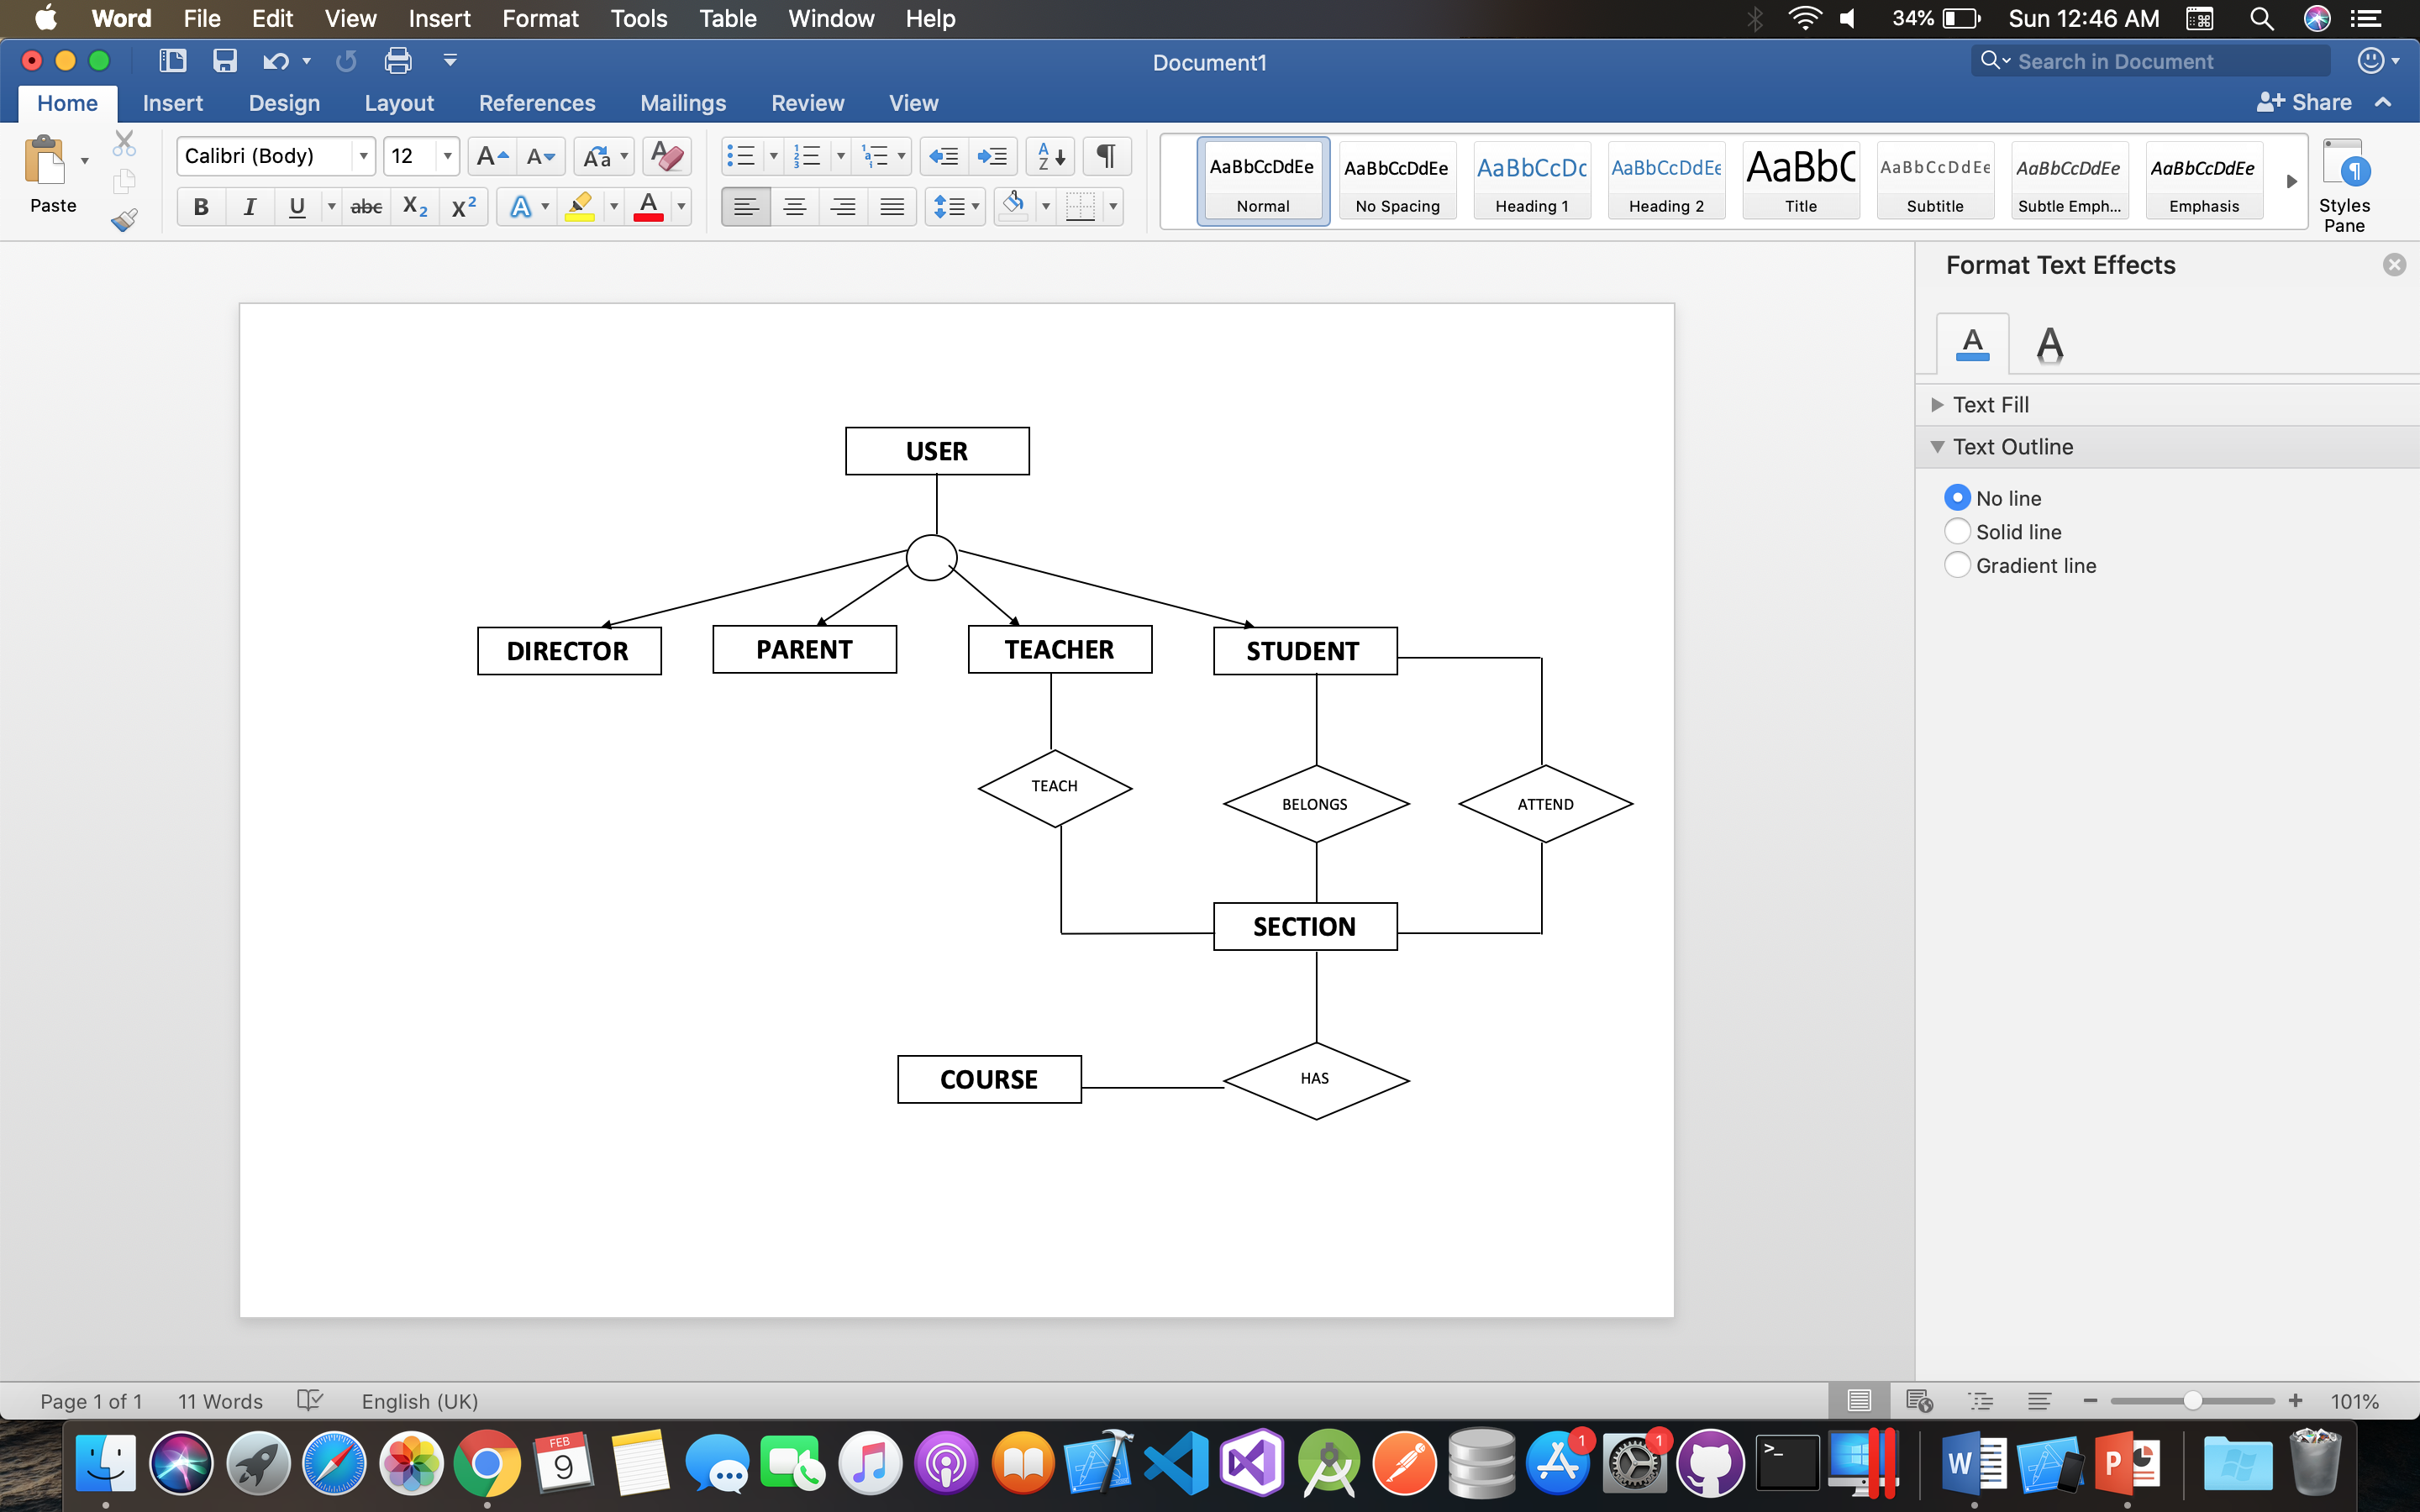 Word File Edit View Insert Format Tools Table Window Help 34% Sun 12:46 AM
Document1
Search in Document
Home Insert Design Layout References Mailings Review View
Share
Paste
Calibri (Body) 12
AaBbCcDdEe AaBbCcDdEe AaBbCcDc AaBbCcDdEe AaBbC AaBbCcDdEe AaBbCcDdEe AaBbCcDdEe
Normal No Spacing Heading 1 Heading 2 Title Subtitle Subtle Emph... Emphasis
Styles
Pane
Format Text Effects
Text Fill
Text Outline
No line
Solid line
Gradient line
USER
DIRECTOR PARENT TEACHER STUDENT
TEACH BELONGS ATTEND
SECTION
COURSE HAS
Page 1 of 1 11 Words English (UK) 101%
FEB
9
1
1
W
P